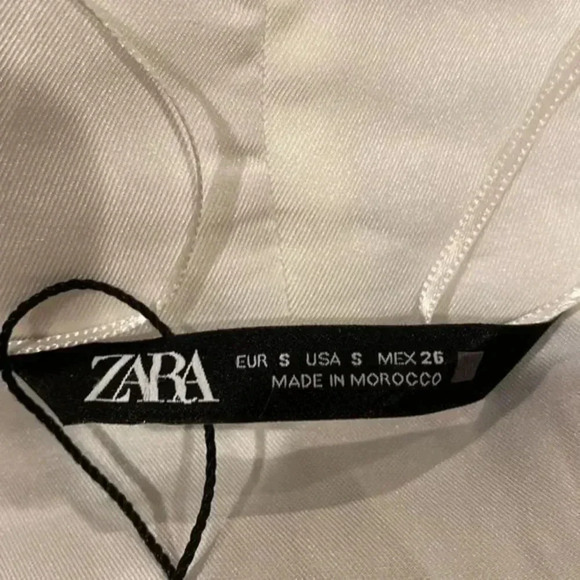 ZARA
EUR S USA S MEX 26
MADE IN MOROCCO